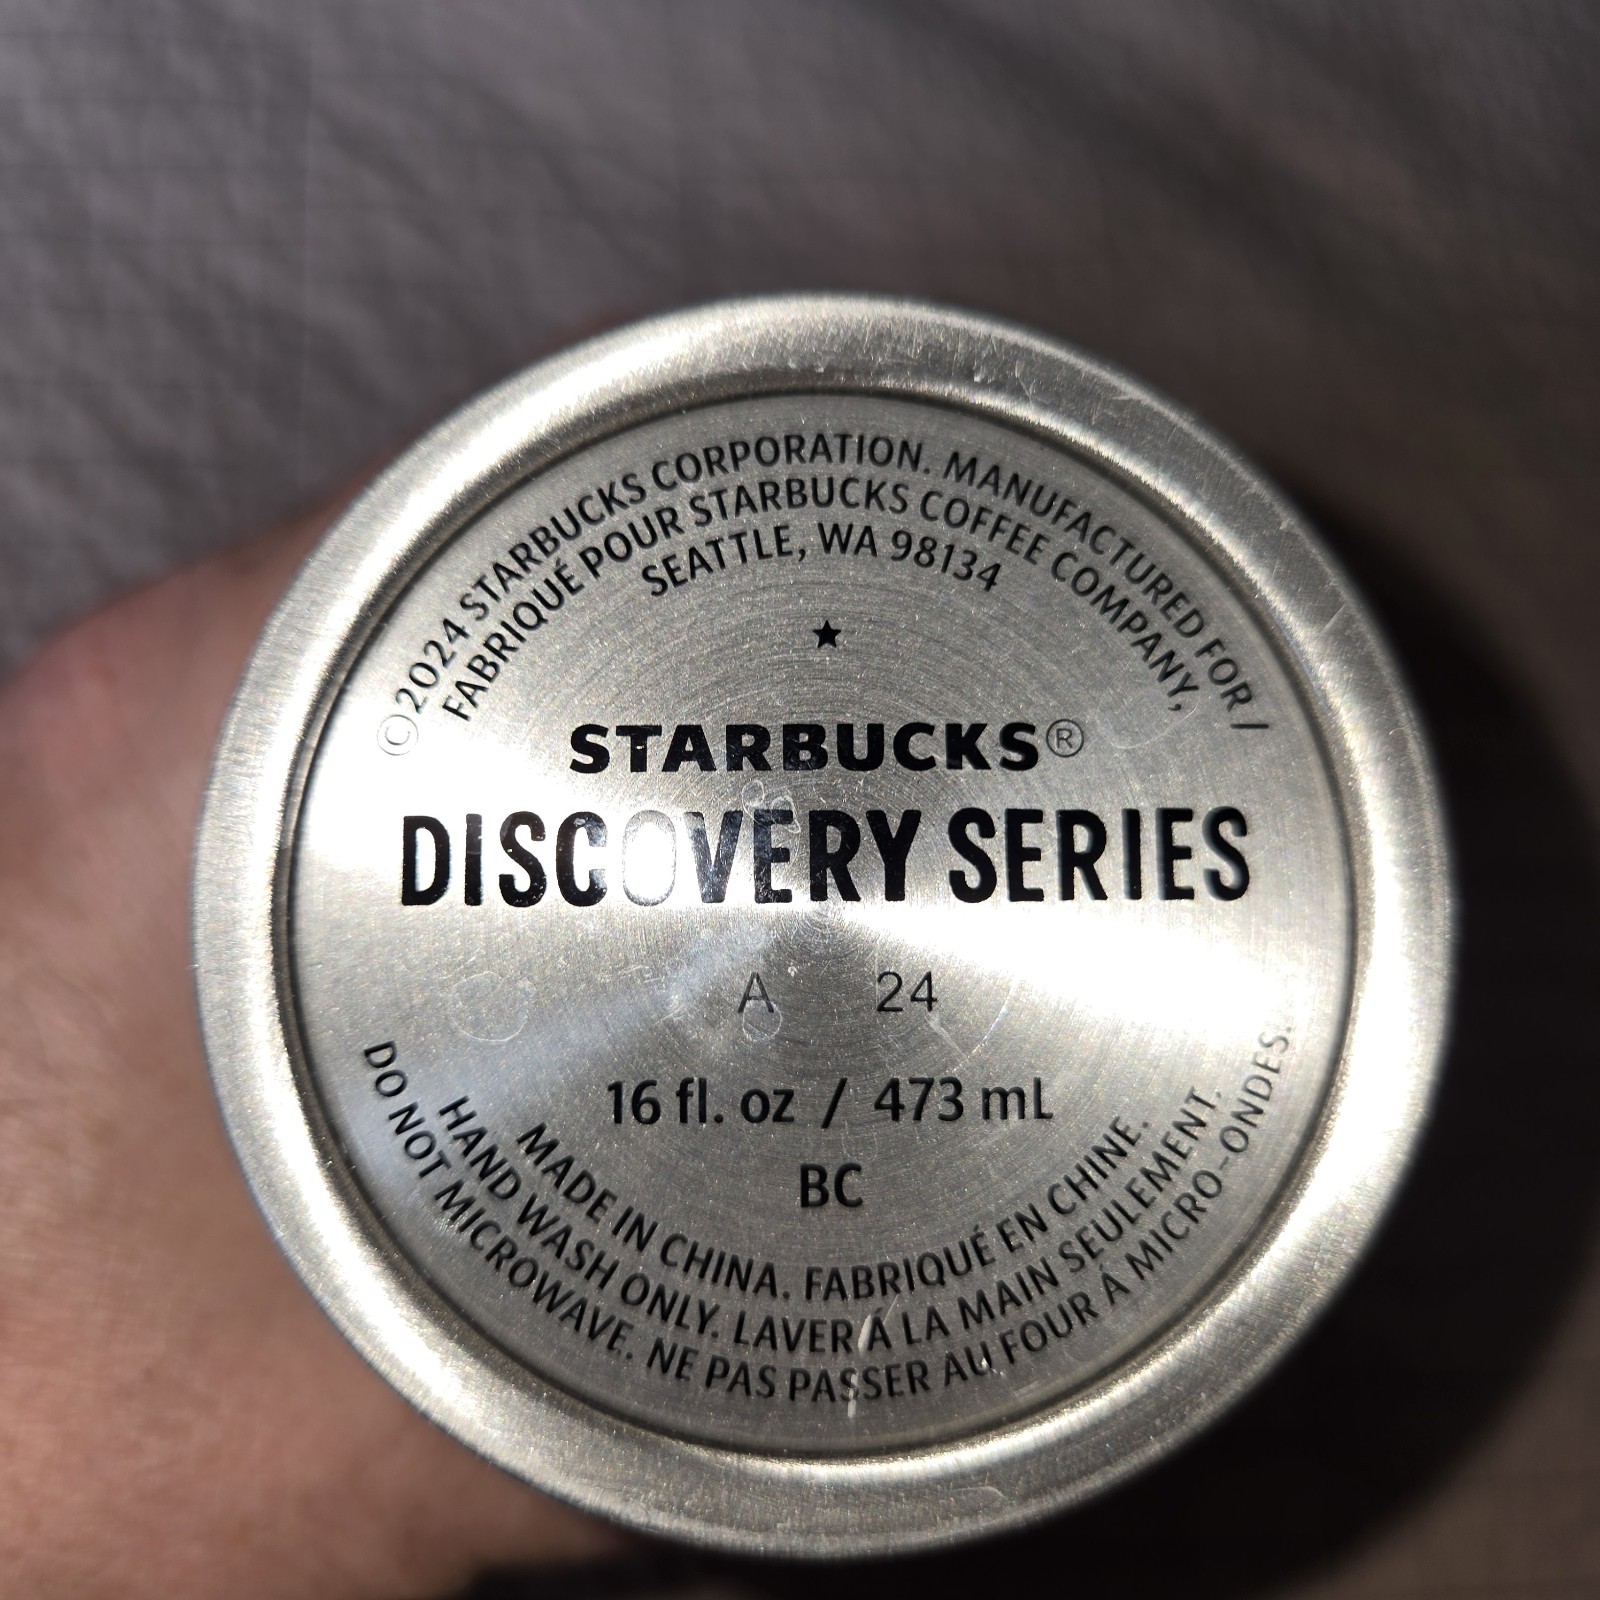 ©2024 STARBUCKS CORPORATION. MANUFACTURED FOR /
FABRIQUÉ POUR STARBUCKS COFFEE COMPANY,
SEATTLE, WA 98134
STARBUCKS®
DISCOVERY SERIES
A 24
16 fl. oz / 473 mL
BC
MADE IN CHINA. FABRIQUÉ EN CHINE.
HAND WASH ONLY. LAVER Á LA MAIN SEULEMENT.
DO NOT MICROWAVE. NE PAS PASSER AU FOUR Á MICRO-ONDES.